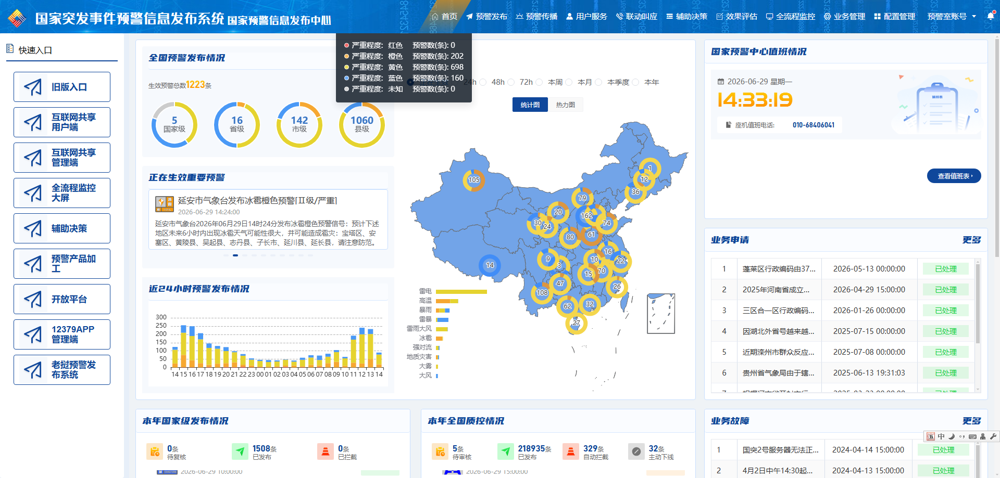 国家突发事件预警信息发布系统 国家预警信息发布中心
首页 预警发布 预警传播 用户服务 联动叫应 辅助决策 效果评估 全流程监控 业务管理 配置管理 预警室账号
快速入口
旧版入口
互联网共享
用户端
互联网共享
管理端
全流程监控
大屏
辅助决策
预警产品加
工
开放平台
12379APP
管理端
老挝预警发
布系统
全国预警发布情况
生效预警总数1223条
5
国家级
16
省级
142
市级
1060
县级
严重程度: 红色 预警数(条): 0
严重程度: 橙色 预警数(条): 202
严重程度: 黄色 预警数(条): 698
严重程度: 蓝色 预警数(条): 160
严重程度: 未知 预警数(条): 0
24h 48h 72h 本周 本月 本季度 本年
统计图 热力图
正在生效重要预警
延安市气象台发布冰雹橙色预警[Ⅱ级/严重]
2026-06-29 14:24:00
延安市气象台2026年06月29日14时24分发布冰雹橙色预警信号：预计下述
地区未来6小时内出现冰雹天气可能性很大，并可能造成雹灾：宝塔区、安
塞区、黄陵县、吴起县、志丹县、子长市、延川县、延长县，请注意防范。
近24小时预警发布情况
300
250
200
150
100
50
0
14 15 16 17 18 19 20 21 22 23 00 01 02 03 04 05 06 07 08 09 10 11 12 13 14
105
1
12
36
79
20
162
30
24
74
80
61
16
9
10
22
3
14
15
70
47
26
108
62
32
27
雷电
高温
暴雨
雷暴
雷雨大风
冰雹
强对流
地质灾害
大雾
大风
国家预警中心值班情况
2026-06-29 星期一
14:33:19
座机值班电话: 010-68406041
值班表
查看值班表
业务申请 更多
1 蓬莱区行政编码由37... 2026-05-13 00:00:00 已处理
2 2025年河南省成立... 2026-04-29 15:00:00 已处理
3 三区合一区行政编码... 2026-01-26 00:00:00 已处理
4 因湖北外省号越来越... 2025-07-15 00:00:00 已处理
5 近期滦州市群众反应... 2025-07-08 00:00:00 已处理
6 贵州省气象局由于辖... 2025-06-13 19:31:03 已处理
本年国家级发布情况
0条
待复核
1508条
已发布
0条
已拦截
2026-06-29 10:00:00
本年全国质控情况
5条
待审核
218935条
已发布
329条
自动拦截
32条
主动下线
2026-06-29 15:00:00
业务故障 更多
五 中
1 国突2号服务器无法正... 2024-04-14 15:00:00 已处理
2 4月2日中午14:30起... 2024-04-13 15:00:00 已处理